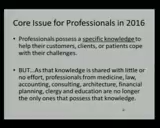 Core Issue for Professionals in 2016
• Professionals possess a specific knowledge to
help their customers, clients, or patients cope
with their challenges.
• BUT...As that knowledge is shared with little or
no effort, professionals from medicine, law,
accounting, consulting, architecture, financial
planning, clergy and education are no longer
the only ones that possess that knowledge.